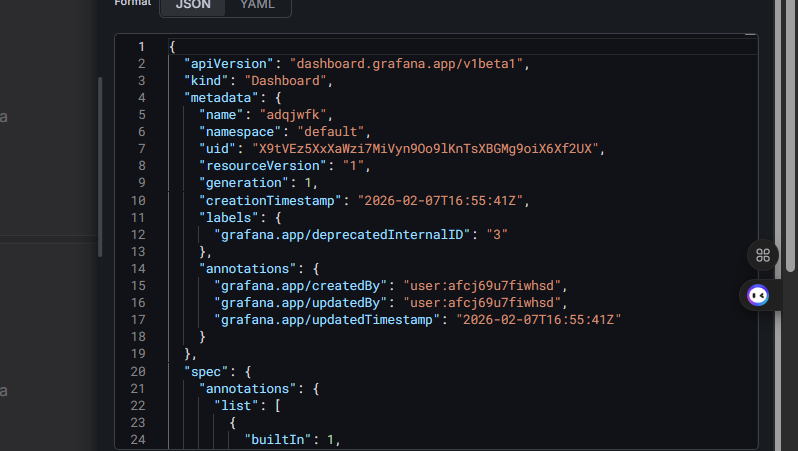 Format
JSON
YAML
1 {
2 "apiVersion": "dashboard.grafana.app/v1beta1",
3 "kind": "Dashboard",
4 "metadata": {
5 "name": "adqjwfk",
6 "namespace": "default",
7 "uid": "X9tVEz5XxXaWzi7MiVyn9Oo9lKnTsXBGMg9oiX6Xf2UX",
8 "resourceVersion": "1",
9 "generation": 1,
10 "creationTimestamp": "2026-02-07T16:55:41Z",
11 "labels": {
12 "grafana.app/deprecatedInternalID": "3"
13 },
14 "annotations": {
15 "grafana.app/createdBy": "user:afcj69u7fiwhsd",
16 "grafana.app/updatedBy": "user:afcj69u7fiwhsd",
17 "grafana.app/updatedTimestamp": "2026-02-07T16:55:41Z"
18 }
19 },
20 "spec": {
21 "annotations": {
22 "list": [
23 {
24 "builtIn": 1,
a
a